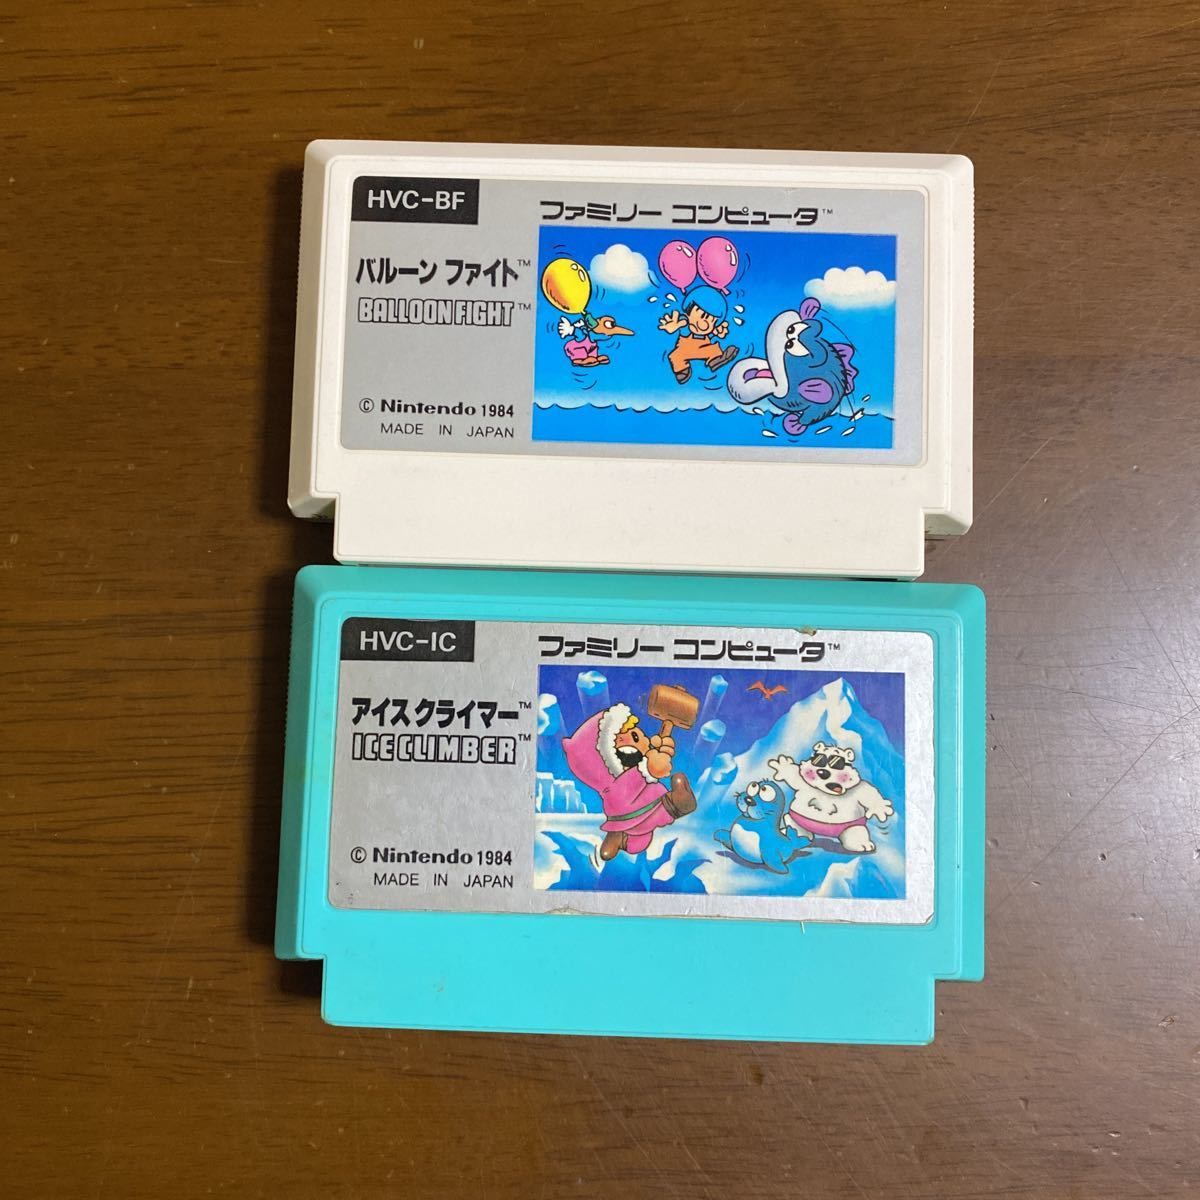 HVC-BF
ファミリー コンピュータ™
バルーン ファイト™
BALLOON FIGHT™
© Nintendo 1984
MADE IN JAPAN
HVC-IC
ファミリー コンピュータ™
アイスクライマー™
ICE CLIMBER™
© Nintendo 1984
MADE IN JAPAN